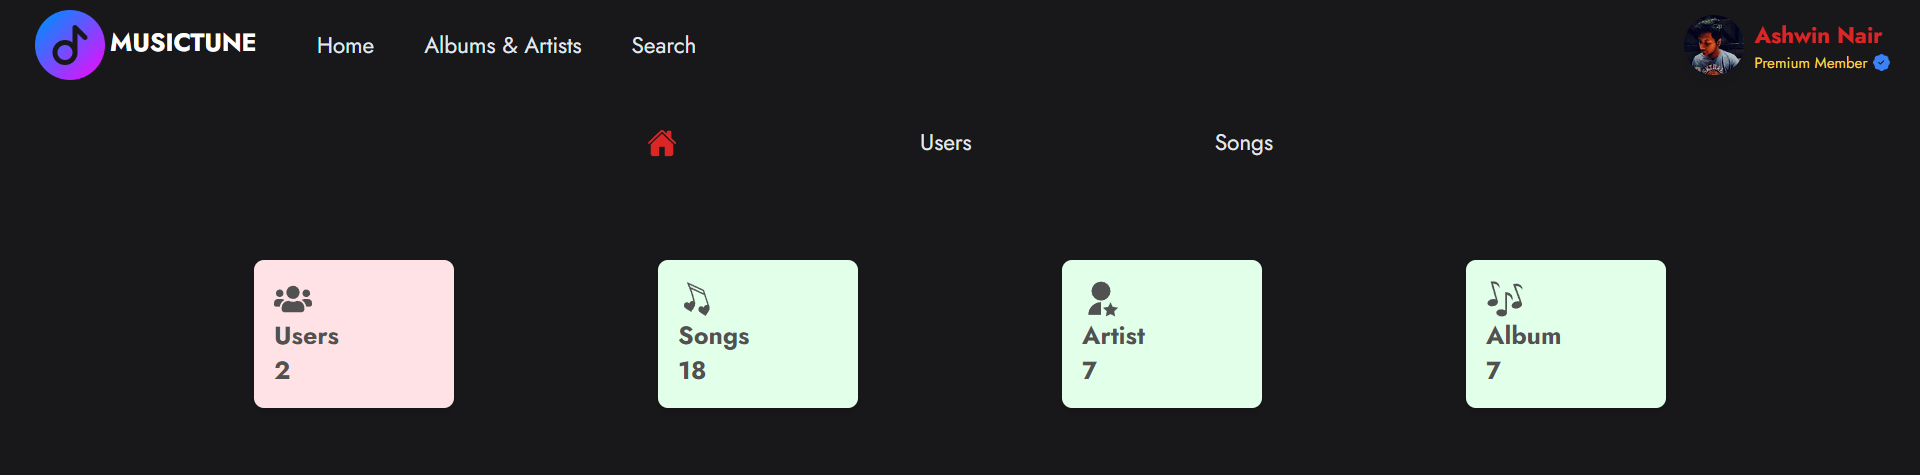 MUSICTUNE
Home
Albums & Artists
Search
Ashwin Nair
Premium Member
Users
Songs
Users
2
Songs
18
Artist
7
Album
7